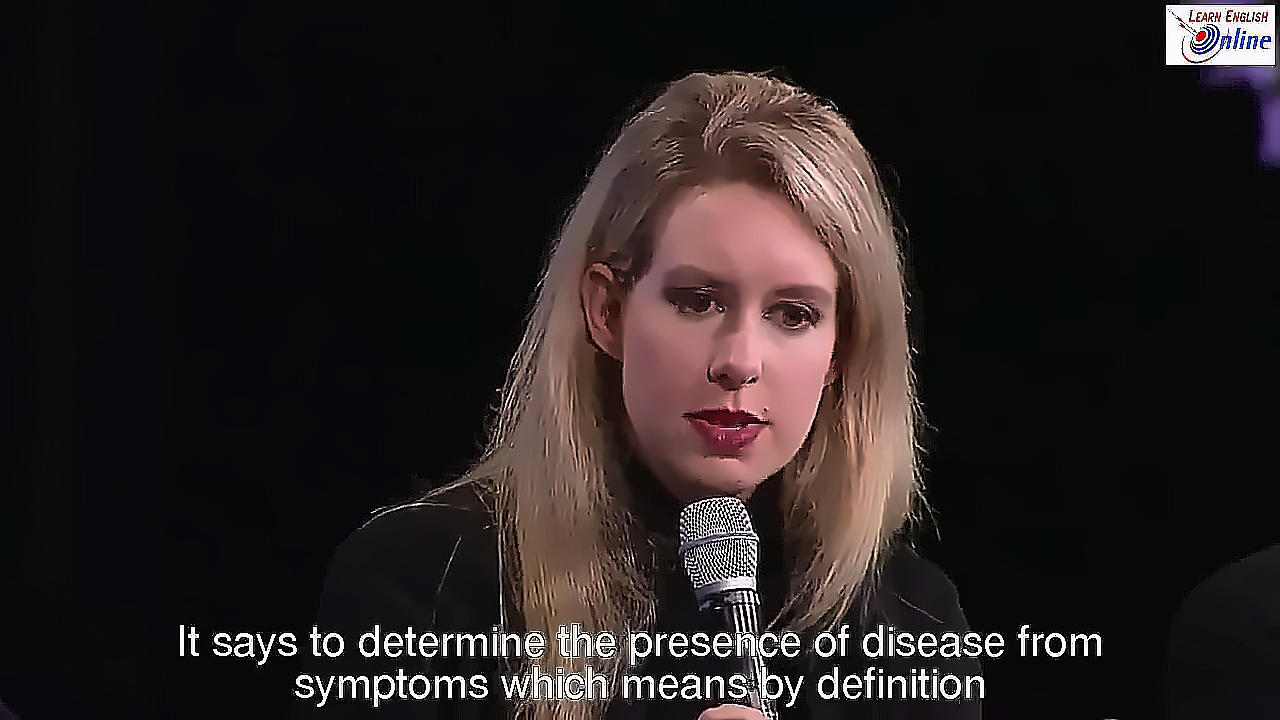 LEARN ENGLISH
Online
It says to determine the presence of disease from
symptoms which means by definition